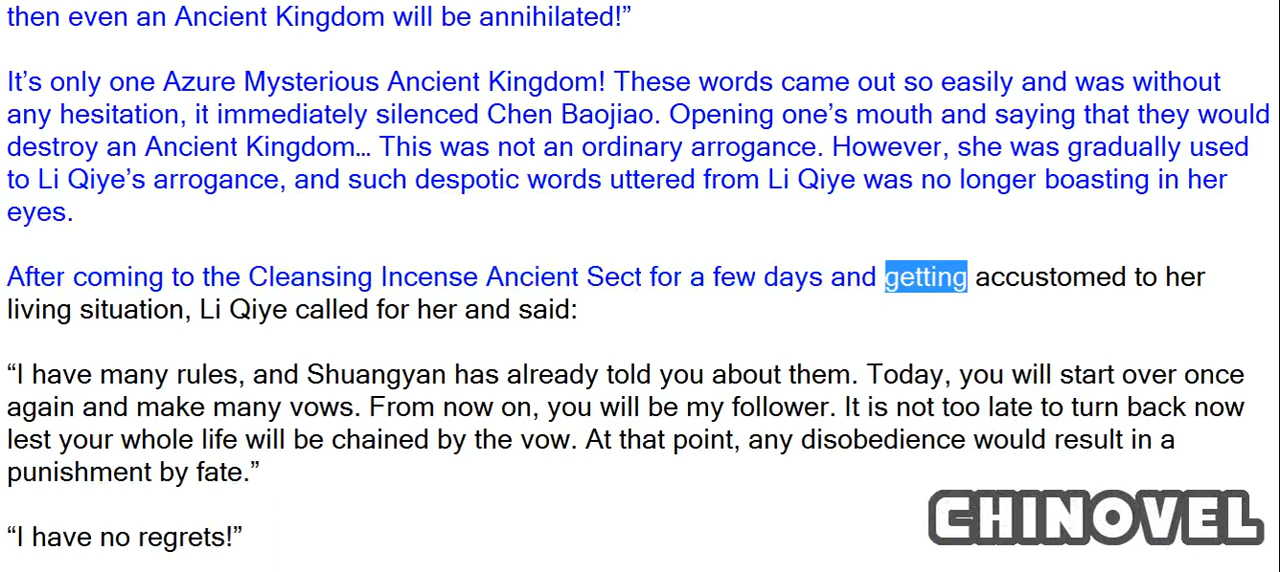 then even an Ancient Kingdom will be annihilated!”
It’s only one Azure Mysterious Ancient Kingdom! These words came out so easily and was without
any hesitation, it immediately silenced Chen Baojiao. Opening one’s mouth and saying that they would
destroy an Ancient Kingdom… This was not an ordinary arrogance. However, she was gradually used
to Li Qiye’s arrogance, and such despotic words uttered from Li Qiye was no longer boasting in her
eyes.
After coming to the Cleansing Incense Ancient Sect for a few days and getting accustomed to her
living situation, Li Qiye called for her and said:
“I have many rules, and Shuangyan has already told you about them. Today, you will start over once
again and make many vows. From now on, you will be my follower. It is not too late to turn back now
lest your whole life will be chained by the vow. At that point, any disobedience would result in a
punishment by fate.”
“I have no regrets!”
CHINOVEL